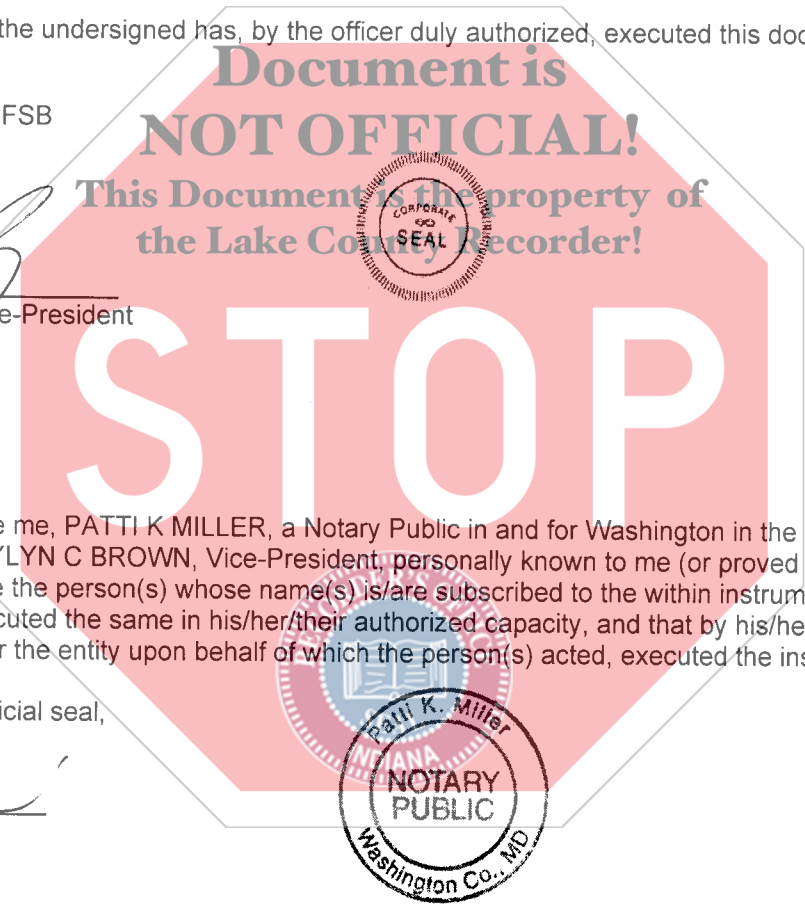 the undersigned has, by the officer duly authorized, executed this doc
Document is
FSB
NOT OFFICIAL!
This Document is the property of
the Lake County Recorder!
CORPORATE
SEAL
e-President
STOP
e me, PATTI K MILLER, a Notary Public in and for Washington in the
YLYN C BROWN, Vice-President, personally known to me (or proved
e the person(s) whose name(s) is/are subscribed to the within instrum
cuted the same in his/her/their authorized capacity, and that by his/he
r the entity upon behalf of which the person(s) acted, executed the ins
RECORDER'S OFFICE
INDIANA
icial seal,
Patti K. Miller
NOTARY
PUBLIC
Washington Co., MD